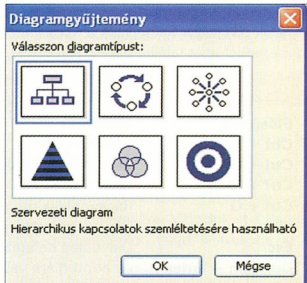 Diagramgyűjtemény
Válasszon diagramtípust:
Szervezeti diagram
Hierarchikus kapcsolatok szemléltetésére használható
OK
Mégse